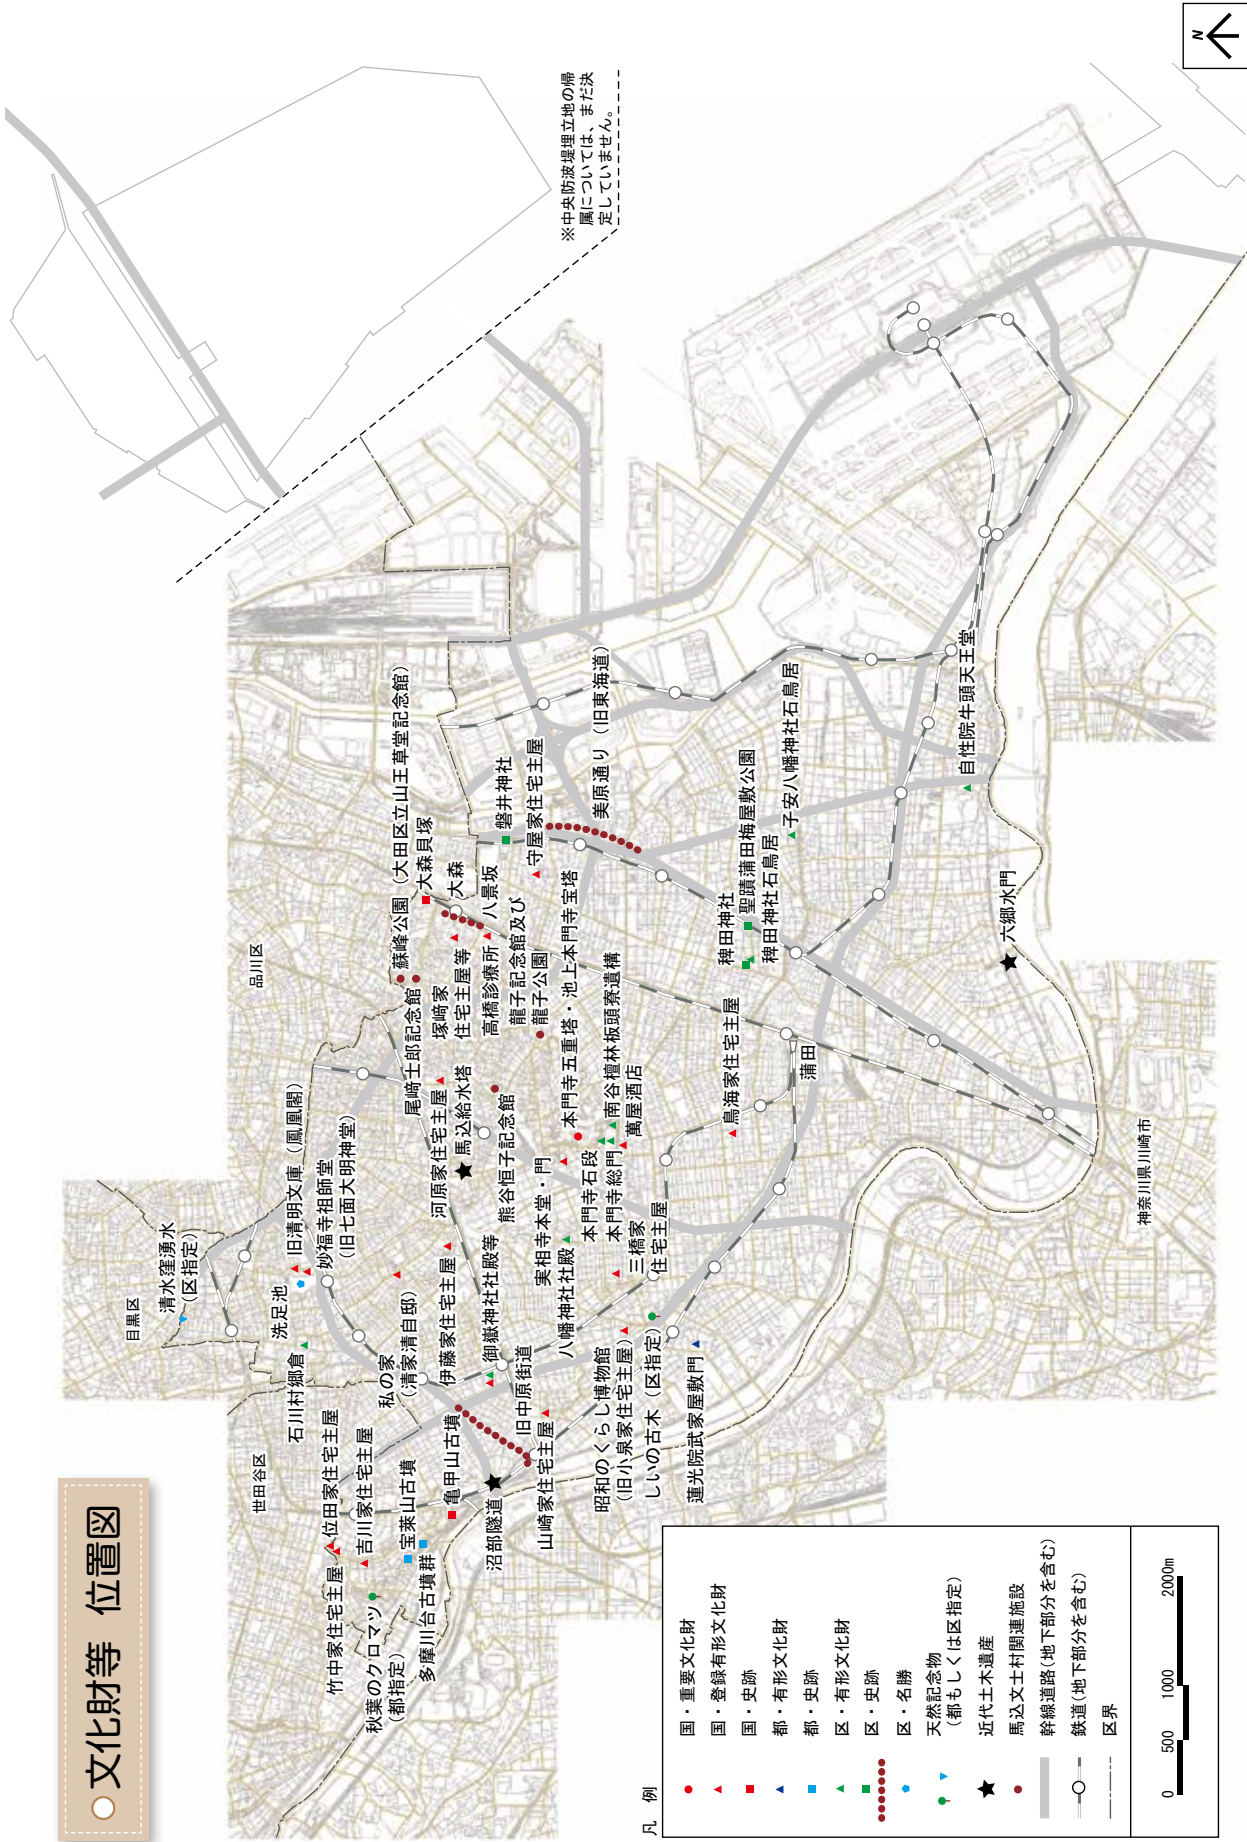 文化財等 位置図
N
※中央防波堤埋立地の帰
属については、まだ決
定していません。
目黒区
品川区
世田谷区
神奈川県川崎市
清水窪湧水
(区指定)
洗足池
旧清明文庫(鳳凰閣)
妙福寺祖師堂
(旧七面大明神堂)
石川村郷倉
私の家
(清家清自邸)
伊藤家住宅主屋
御嶽神社社殿等
旧中原街道
位田家住宅主屋
竹中家住宅主屋
吉川家住宅主屋
秋葉のクロマツ
(都指定)
宝莱山古墳
多摩川台古墳群
亀甲山古墳
沼部隧道
山崎家住宅主屋
昭和のくらし博物館
(旧小泉家住宅主屋)
しいの古木(区指定)
蓮光院武家屋敷門
蘇峰公園(大田区立山王草堂記念館)
大森貝塚
大森
八景坂
尾﨑士郎記念館
塚﨑家
住宅主屋等
高橋診療所
龍子記念館及び
龍子公園
河原家住宅主屋
馬込給水塔
熊谷恒子記念館
磐井神社
守屋家住宅主屋
美原通り(旧東海道)
本門寺五重塔・池上本門寺宝塔
実相寺本堂・門
八幡神社社殿
本門寺石段
本門寺総門
南谷檀林板頭寮遺構
萬屋酒店
三橋家
住宅主屋
鳥海家住宅主屋
蒲田
稗田神社
聖蹟蒲田梅屋敷公園
稗田神社石鳥居
子安八幡神社石鳥居
自性院牛頭天王堂
六郷水門
凡 例
国・重要文化財
国・登録有形文化財
国・史跡
都・有形文化財
都・史跡
区・有形文化財
区・史跡
区・名勝
天然記念物
(都もしくは区指定)
近代土木遺産
馬込文士村関連施設
幹線道路(地下部分を含む)
鉄道(地下部分を含む)
区界
0 500 1000 2000m